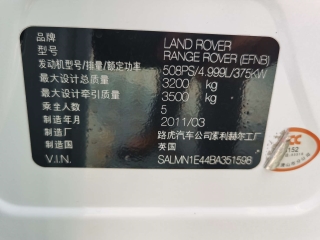 品牌 LAND ROVER
型号 RANGE ROVER (EFNB)
发动机型号/排量/额定功率 508PS/4.999L/375KW
最大设计总质量 3200 kg
最大设计牵引质量 3500 kg
乘坐人数 5
制造年月 2011/03
制造厂 路虎汽车公司索利赫尔工厂
制造国 英国
V.I.N. SALMN1E44BA351598